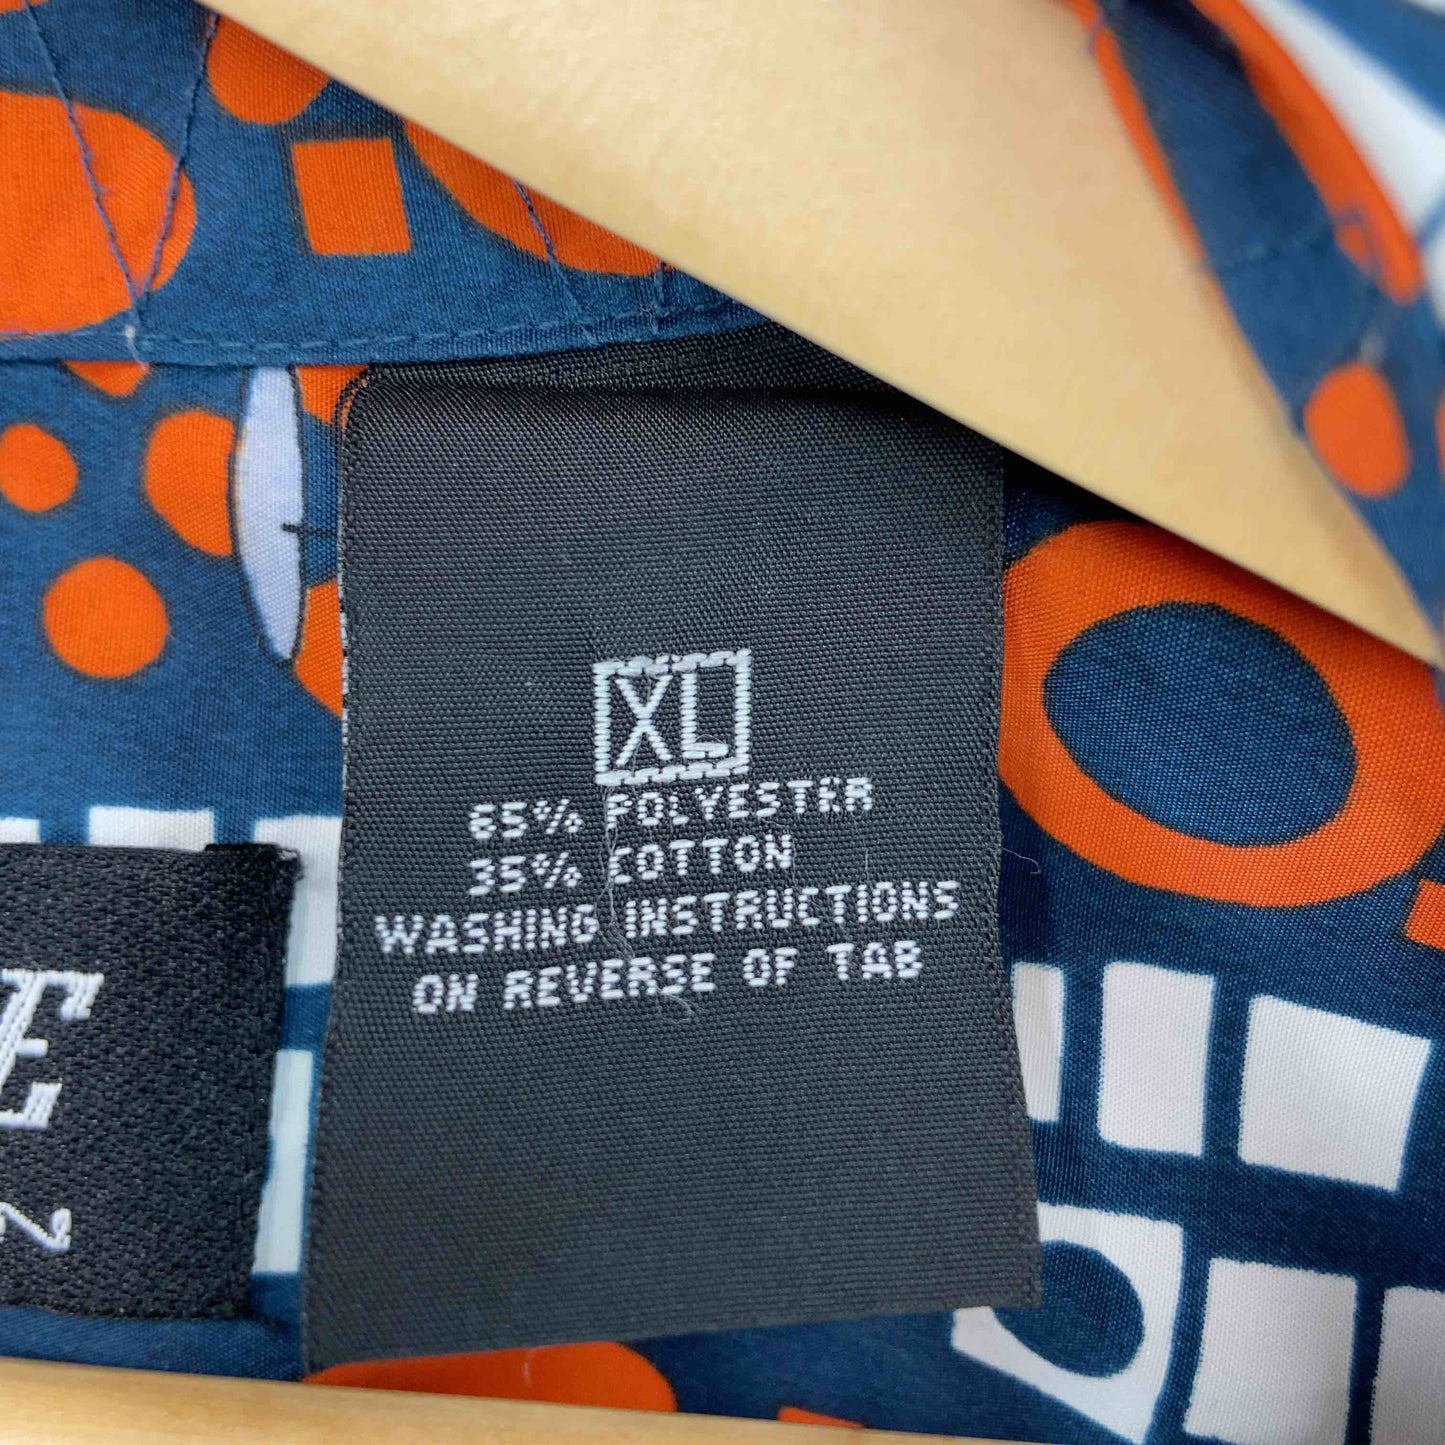 XL
65% POLYESTER
35% COTTON
WASHING INSTRUCTIONS
ON REVERSE OF TAB
E
Z